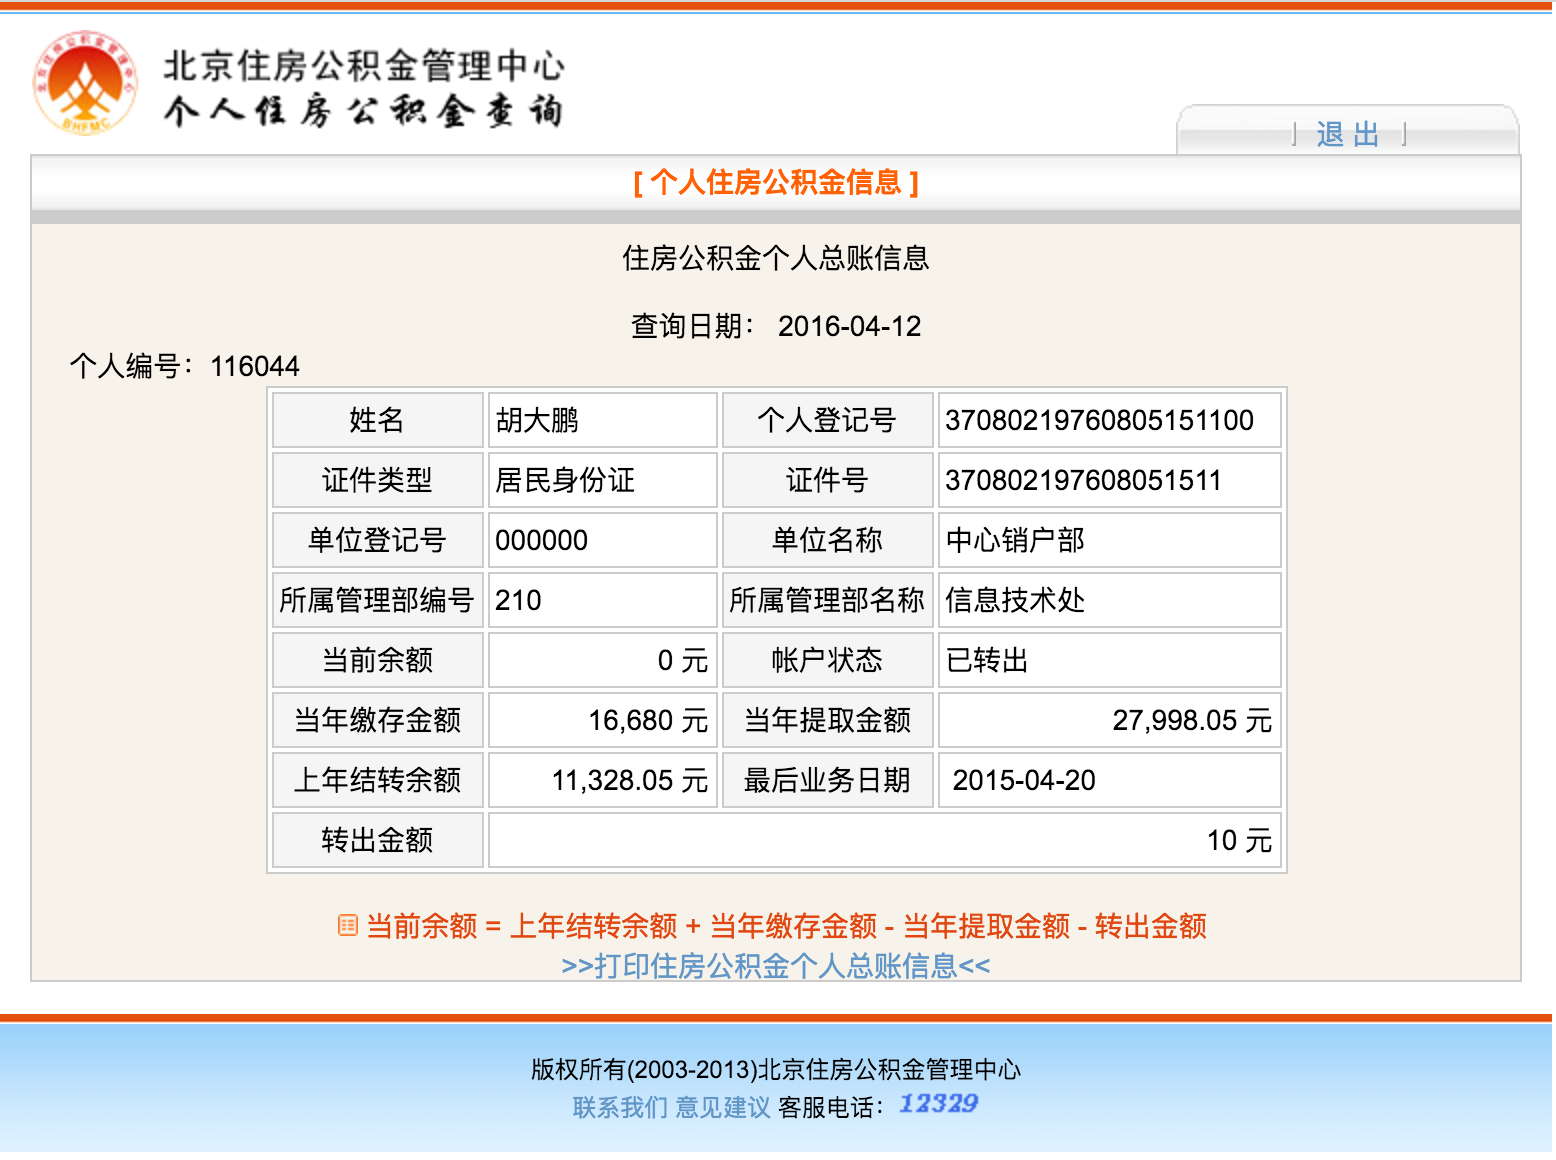 北京住房公积金管理中心
个人住房公积金查询
BHFMC
| 退出 |
[ 个人住房公积金信息 ]
住房公积金个人总账信息
查询日期： 2016-04-12
个人编号：116044
姓名 胡大鹏 个人登记号 37080219760805151100
证件类型 居民身份证 证件号 370802197608051511
单位登记号 000000 单位名称 中心销户部
所属管理部编号 210 所属管理部名称 信息技术处
当前余额 0 元 帐户状态 已转出
当年缴存金额 16,680 元 当年提取金额 27,998.05 元
上年结转余额 11,328.05 元 最后业务日期 2015-04-20
转出金额 10 元
当前余额 = 上年结转余额 + 当年缴存金额 - 当年提取金额 - 转出金额
>>打印住房公积金个人总账信息<<
版权所有(2003-2013)北京住房公积金管理中心
联系我们 意见建议 客服电话：12329